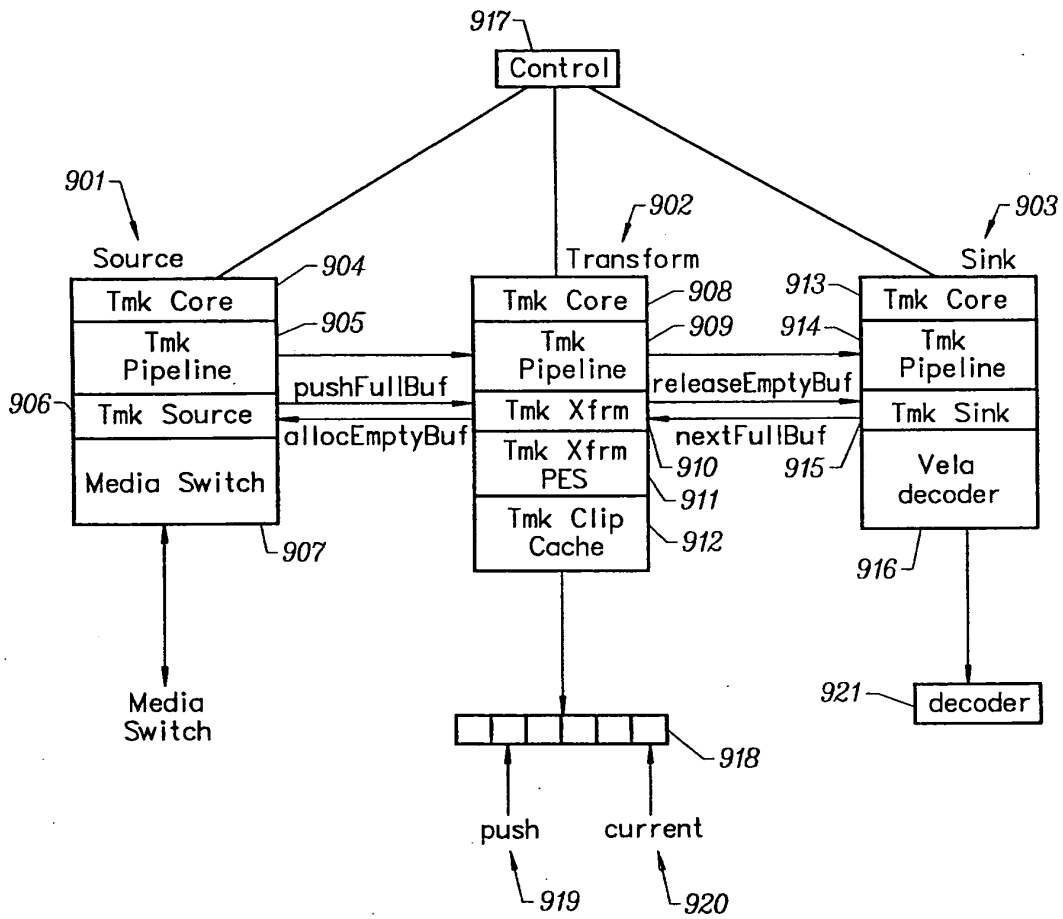 917
Control
901
902
903
Source
Transform
Sink
904
Tmk Core
908
Tmk Core
913
Tmk Core
905
Tmk
Pipeline
909
Tmk
Pipeline
914
Tmk
Pipeline
pushFullBuf
releaseEmptyBuf
906
Tmk Source
Tmk Xfrm
Tmk Sink
allocEmptyBuf
nextFullBuf
910
915
Media Switch
Tmk Xfrm
PES
911
Vela
decoder
Tmk Clip
Cache
912
907
916
Media
Switch
921
decoder
918
push
current
919
920